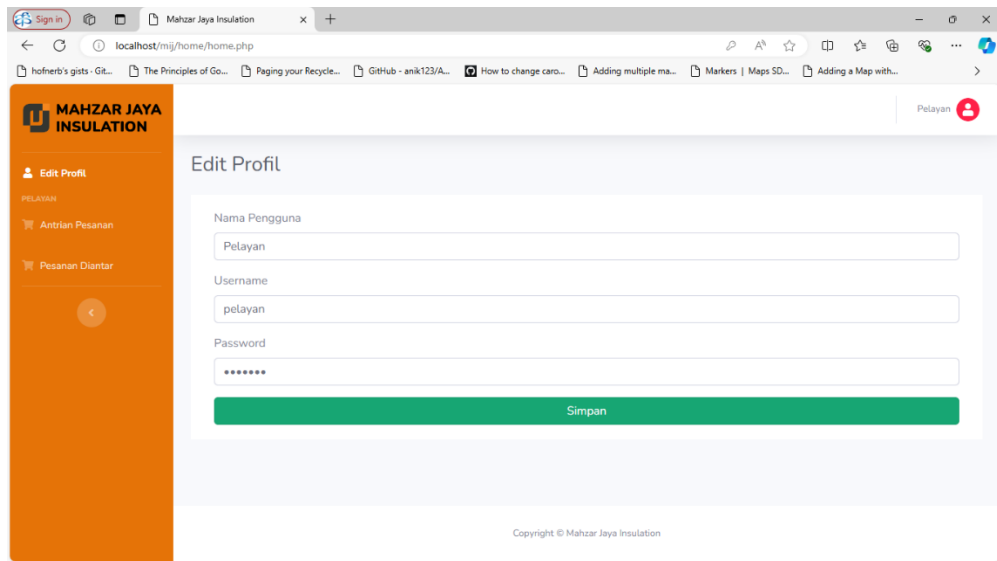 Sign in
Mahzar Jaya Insulation
localhost/mij/home/home.php
hofnerb's gists · Git...
The Principles of Go...
Paging your Recycle...
GitHub - anik123/A...
How to change caro...
Adding multiple ma...
Markers | Maps SD...
Adding a Map with...
MAHZAR JAYA
INSULATION
Pelayan
Edit Profil
PELAYAN
Antrian Pesanan
Pesanan Diantar
Edit Profil
Nama Pengguna
Pelayan
Username
pelayan
Password
•••••••
Simpan
Copyright © Mahzar Jaya Insulation